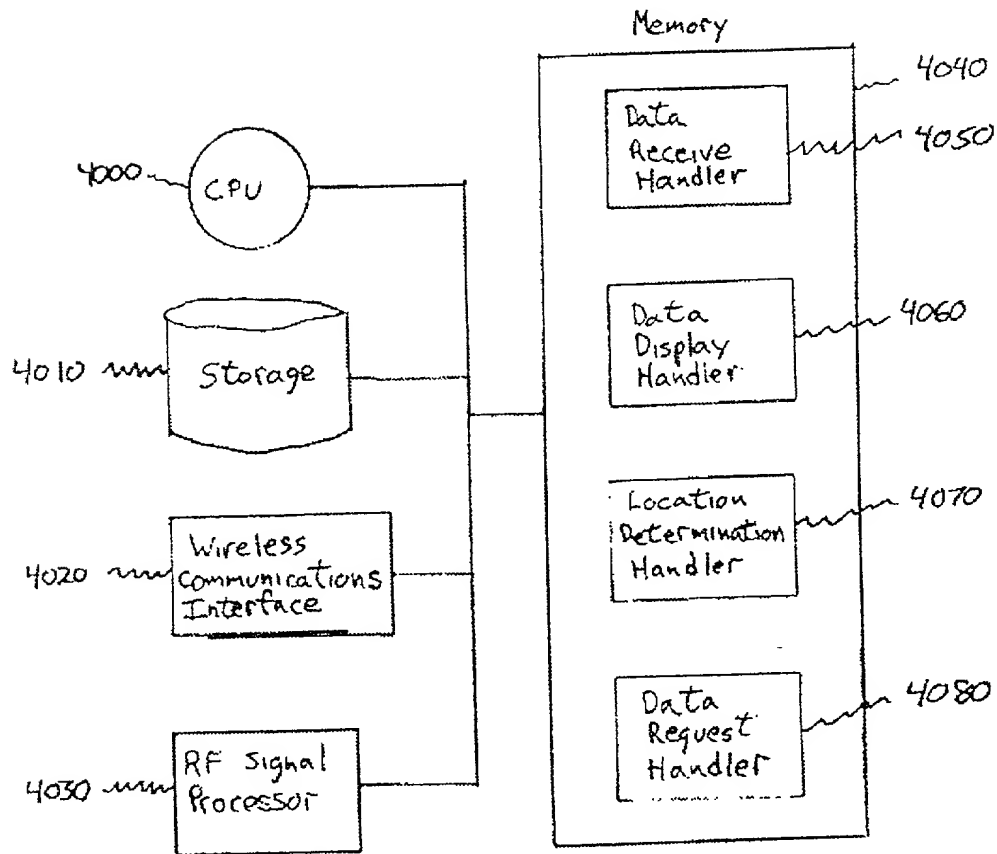 Memory
4040
Data
Receive
Handler
4050
4000
CPU
Data
Display
Handler
4060
4010
Storage
Location
Determination
Handler
4070
4020
Wireless
Communications
Interface
Data
Request
Handler
4080
4030
RF Signal
Processor